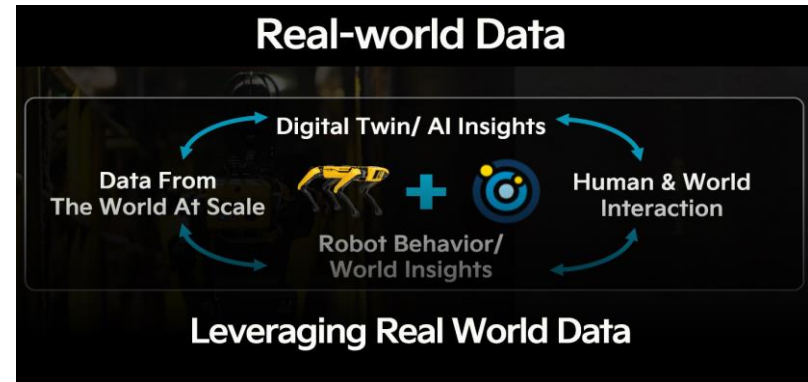 Real-world Data
Digital Twin/ AI Insights
Data From
The World At Scale
Human & World
Interaction
Robot Behavior/
World Insights
Leveraging Real World Data